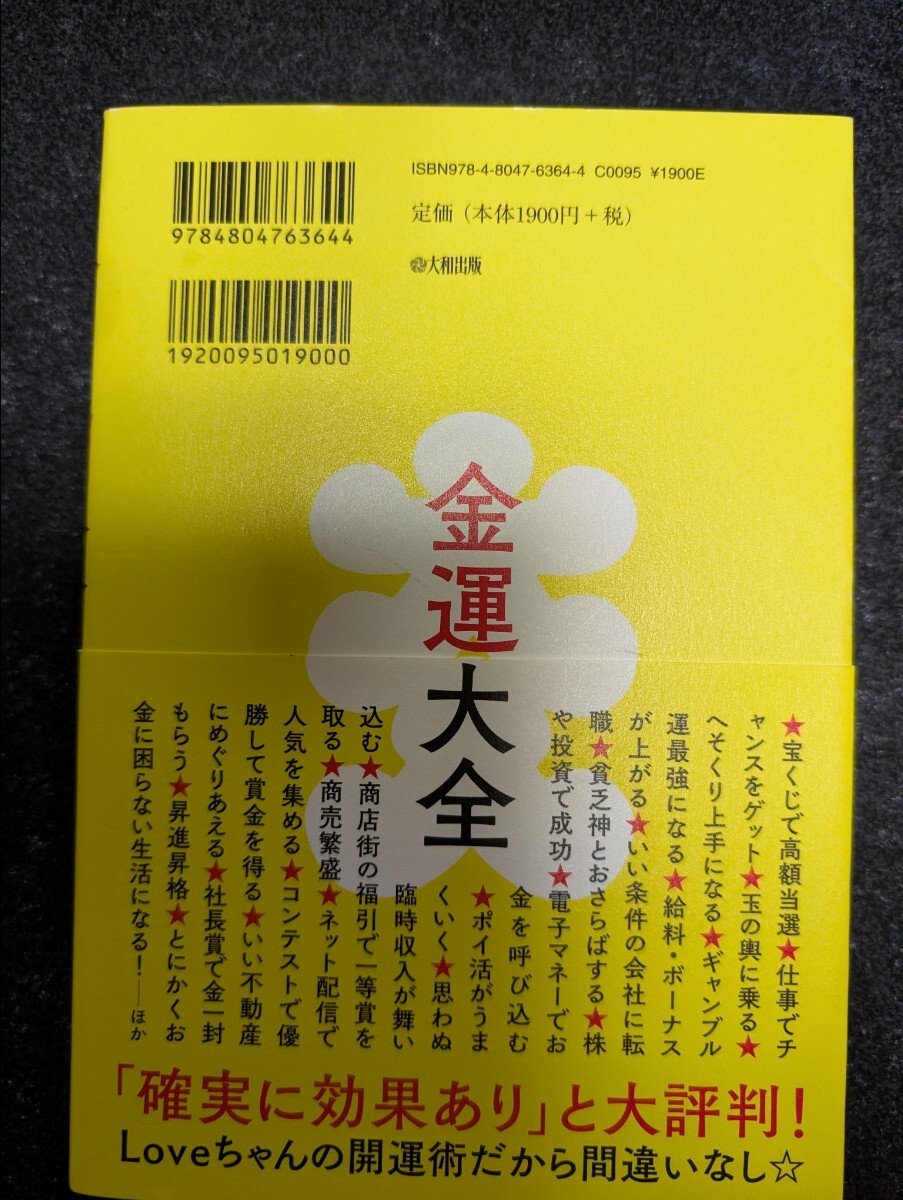 ISBN978-4-8047-6364-4 C0095 ¥1900E
定価（本体1900円＋税）
大和出版
9784804763644
1920095019000
金運大全
★宝くじで高額当選★仕事でチ
ャンスをゲット★玉の輿に乗る★
へそくり上手になる★ギャンブル
運最強になる★給料・ボーナス
が上がる★いい条件の会社に転
職★貧乏神とおさらばする★株
や投資で成功★電子マネーでお
金を呼び込む
★ポイ活がうま
くいく★思わぬ
臨時収入が舞い
込む★商店街の福引で一等賞を
取る★商売繁盛★ネット配信で
人気を集める★コンテストで優
勝して賞金を得る★いい不動産
にめぐりあえる★社長賞で金一封
もらう★昇進昇格★とにかくお
金に困らない生活になる！――ほか
「確実に効果あり」と大評判！
Loveちゃんの開運術だから間違いなし☆